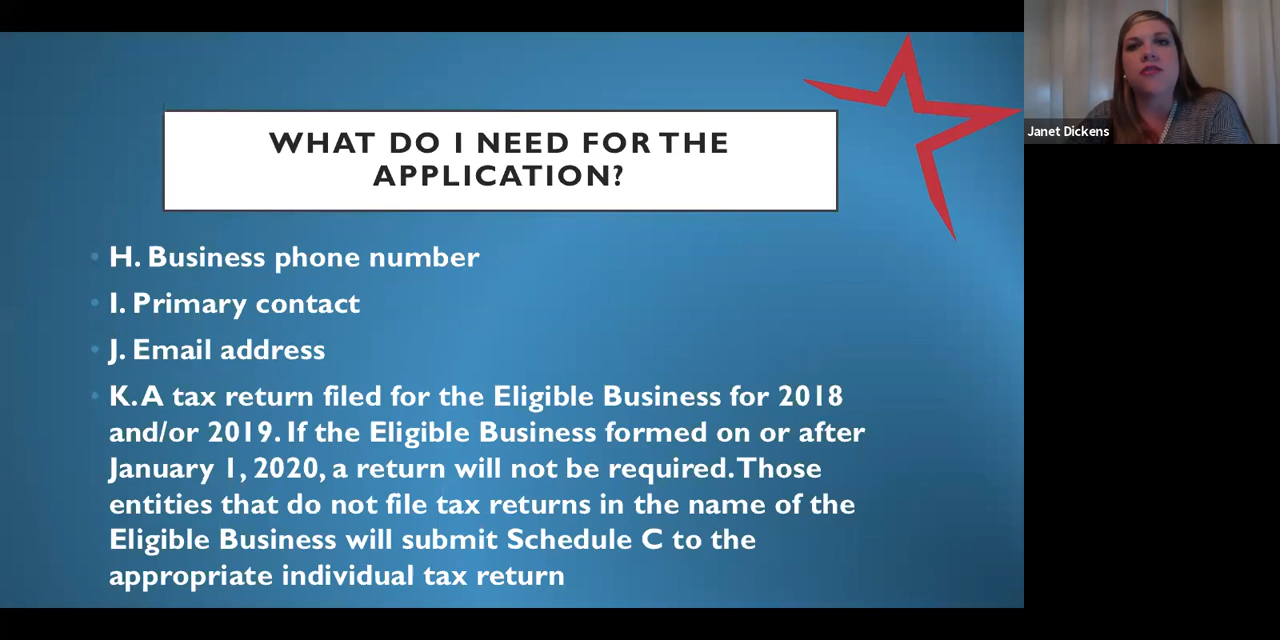 WHAT DO I NEED FOR THE
APPLICATION?
H. Business phone number
I. Primary contact
J. Email address
K. A tax return filed for the Eligible Business for 2018
and/or 2019. If the Eligible Business formed on or after
January 1, 2020, a return will not be required. Those
entities that do not file tax returns in the name of the
Eligible Business will submit Schedule C to the
appropriate individual tax return
Janet Dickens